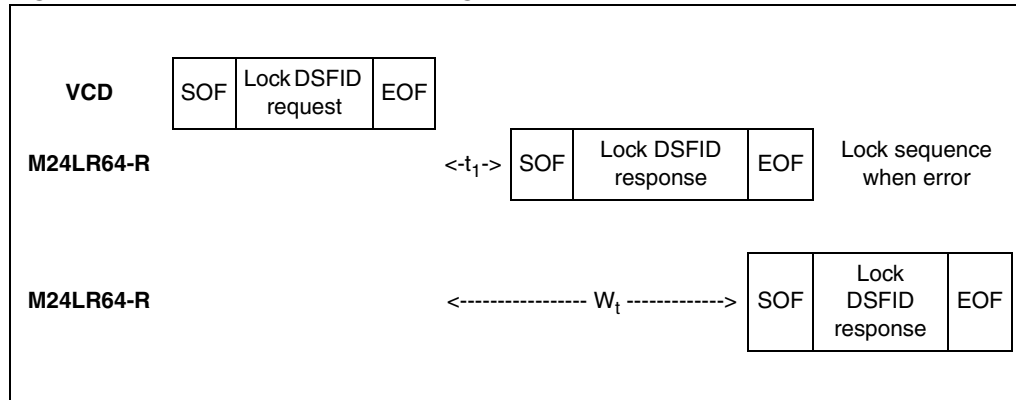 VCD SOF Lock DSFID request EOF
M24LR64-R <-t1-> SOF Lock DSFID response EOF Lock sequence when error
M24LR64-R <----------------- Wt -------------> SOF Lock DSFID response EOF